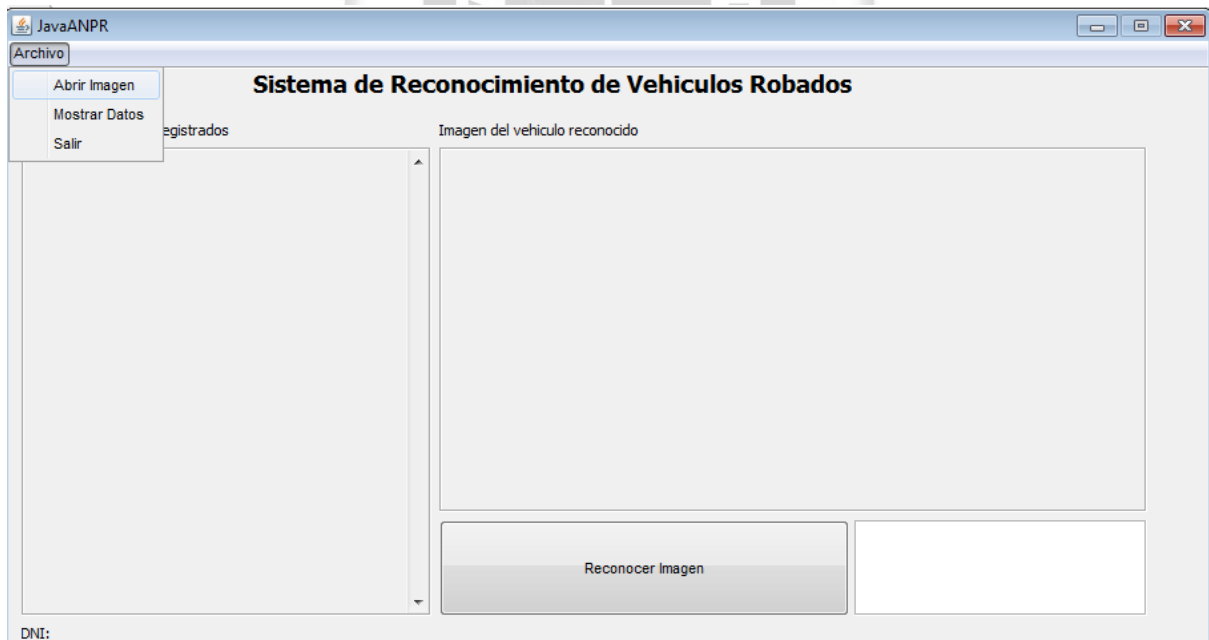 JavaANPR
Archivo
Abrir Imagen
Mostrar Datos
Salir
Sistema de Reconocimiento de Vehiculos Robados
egistrados
Imagen del vehiculo reconocido
Reconocer Imagen
DNI: